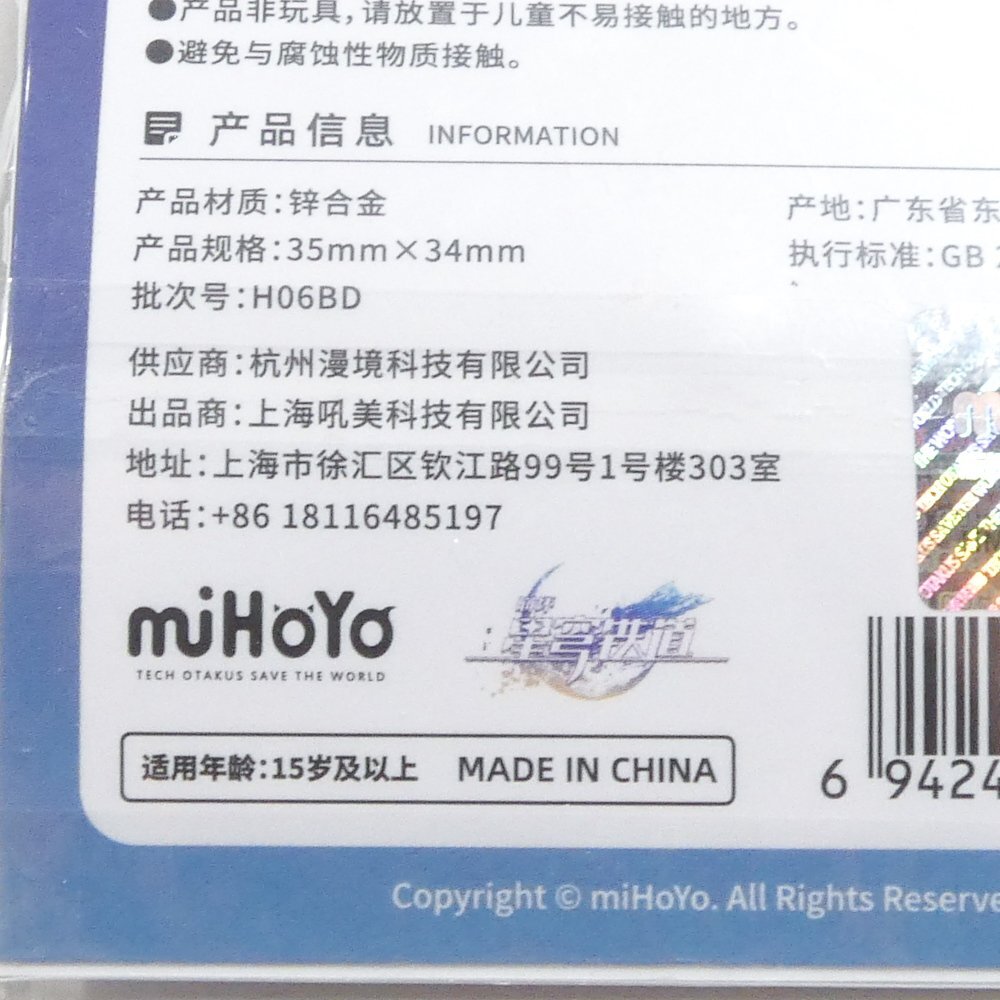 ●产品非玩具,请放置于儿童不易接触的地方。
●避免与腐蚀性物质接触。
产品信息 INFORMATION
产品材质:锌合金
产品规格:35mm×34mm
批次号:H06BD
产地:广东省东
执行标准:GB
供应商:杭州漫境科技有限公司
出品商:上海吼美科技有限公司
地址:上海市徐汇区钦江路99号1号楼303室
电话:+86 18116485197
miHoYo
TECH OTAKUS SAVE THE WORLD
崩坏
星穹铁道
适用年龄:15岁及以上 MADE IN CHINA
6 9424
Copyright © miHoYo. All Rights Reserve